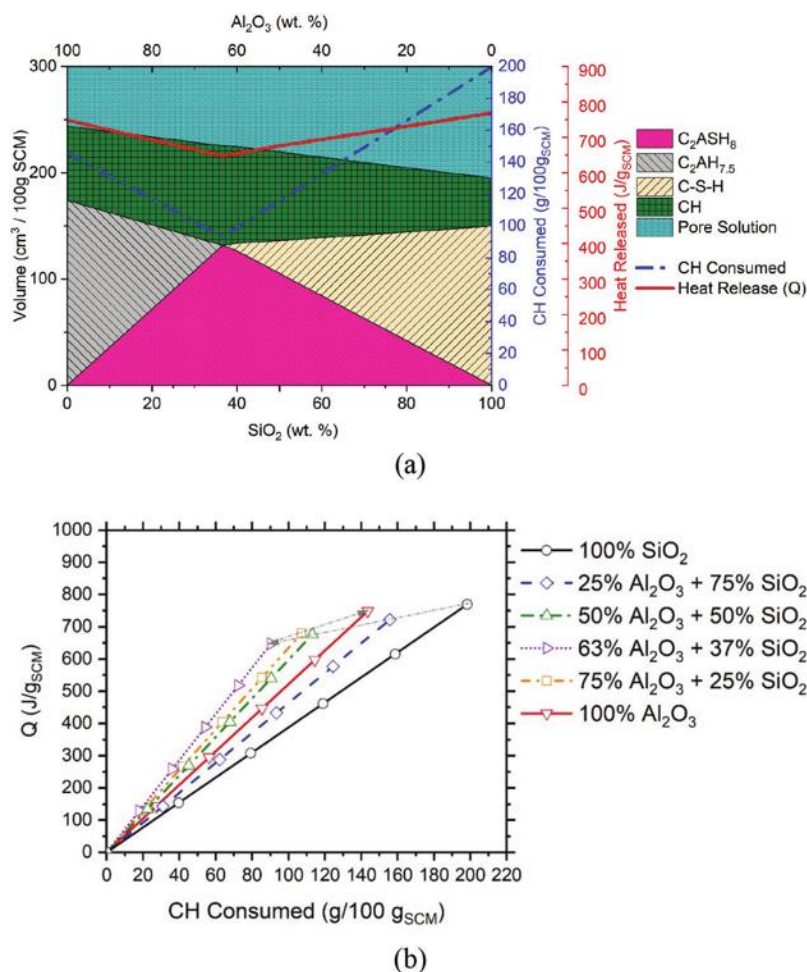 Al₂O₃ (wt. %)
100 80 60 40 20 0
300
200
100
0
Volume (cm³ / 100g SCM)
0 20 40 60 80 100
SiO₂ (wt. %)
200
180
160
140
120
100
80
60
40
20
0
CH Consumed (g/100g_SCM)
900
800
700
600
500
400
300
200
100
0
Heat Released (J/g_SCM)
C₂ASH₈
C₂AH₇.₅
C-S-H
CH
Pore Solution
CH Consumed
Heat Release (Q)
(a)
1000
900
800
700
600
500
400
300
200
100
0
Q (J/g_SCM)
0 20 40 60 80 100 120 140 160 180 200 220
CH Consumed (g/100 g_SCM)
100% SiO₂
25% Al₂O₃ + 75% SiO₂
50% Al₂O₃ + 50% SiO₂
63% Al₂O₃ + 37% SiO₂
75% Al₂O₃ + 25% SiO₂
100% Al₂O₃
(b)